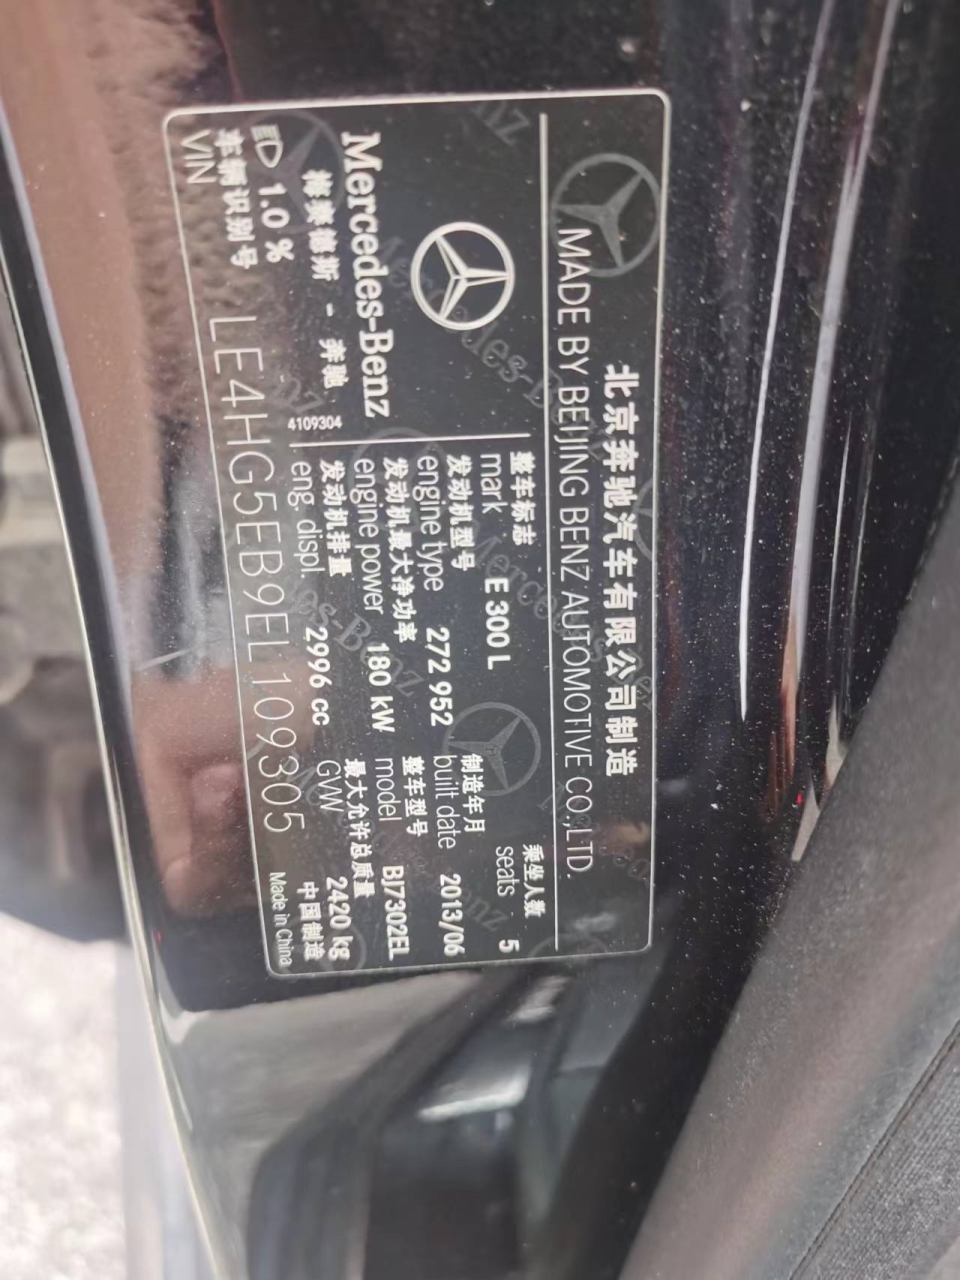 北京奔驰汽车有限公司制造
MADE BY BEIJING BENZ AUTOMOTIVE CO.,LTD.
Mercedes-Benz
梅赛德斯 - 奔驰
4109304
1.0 %
整车标志
mark E 300 L
乘坐人数
seats 5
发动机型号
engine type 272 952
制造年月
built date 2013/06
发动机最大净功率
engine power 180 kW
整车型号
model BJ7302EL
发动机排量
eng. displ. 2996 cc
最大允许总质量
GVW 2420 kg
车辆识别号
VIN LE4HG5EB9EL109305
中国制造
Made in China